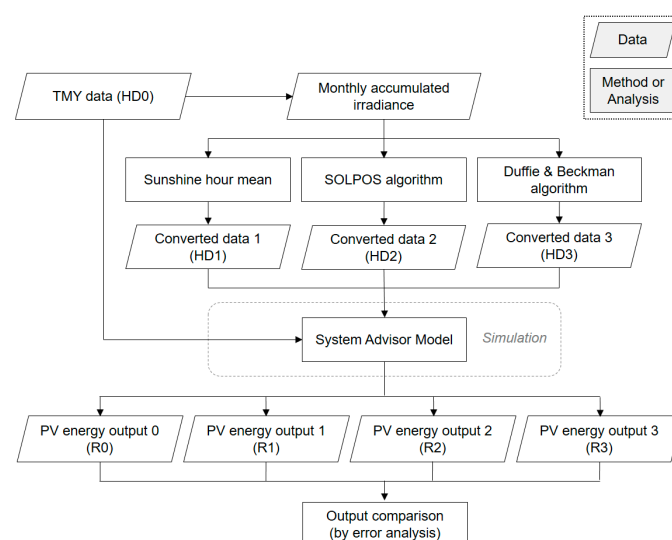 Data
Method or
Analysis
TMY data (HD0)
Monthly accumulated
irradiance
Sunshine hour mean
SOLPOS algorithm
Duffie & Beckman
algorithm
Converted data 1
(HD1)
Converted data 2
(HD2)
Converted data 3
(HD3)
System Advisor Model
Simulation
PV energy output 0
(R0)
PV energy output 1
(R1)
PV energy output 2
(R2)
PV energy output 3
(R3)
Output comparison
(by error analysis)